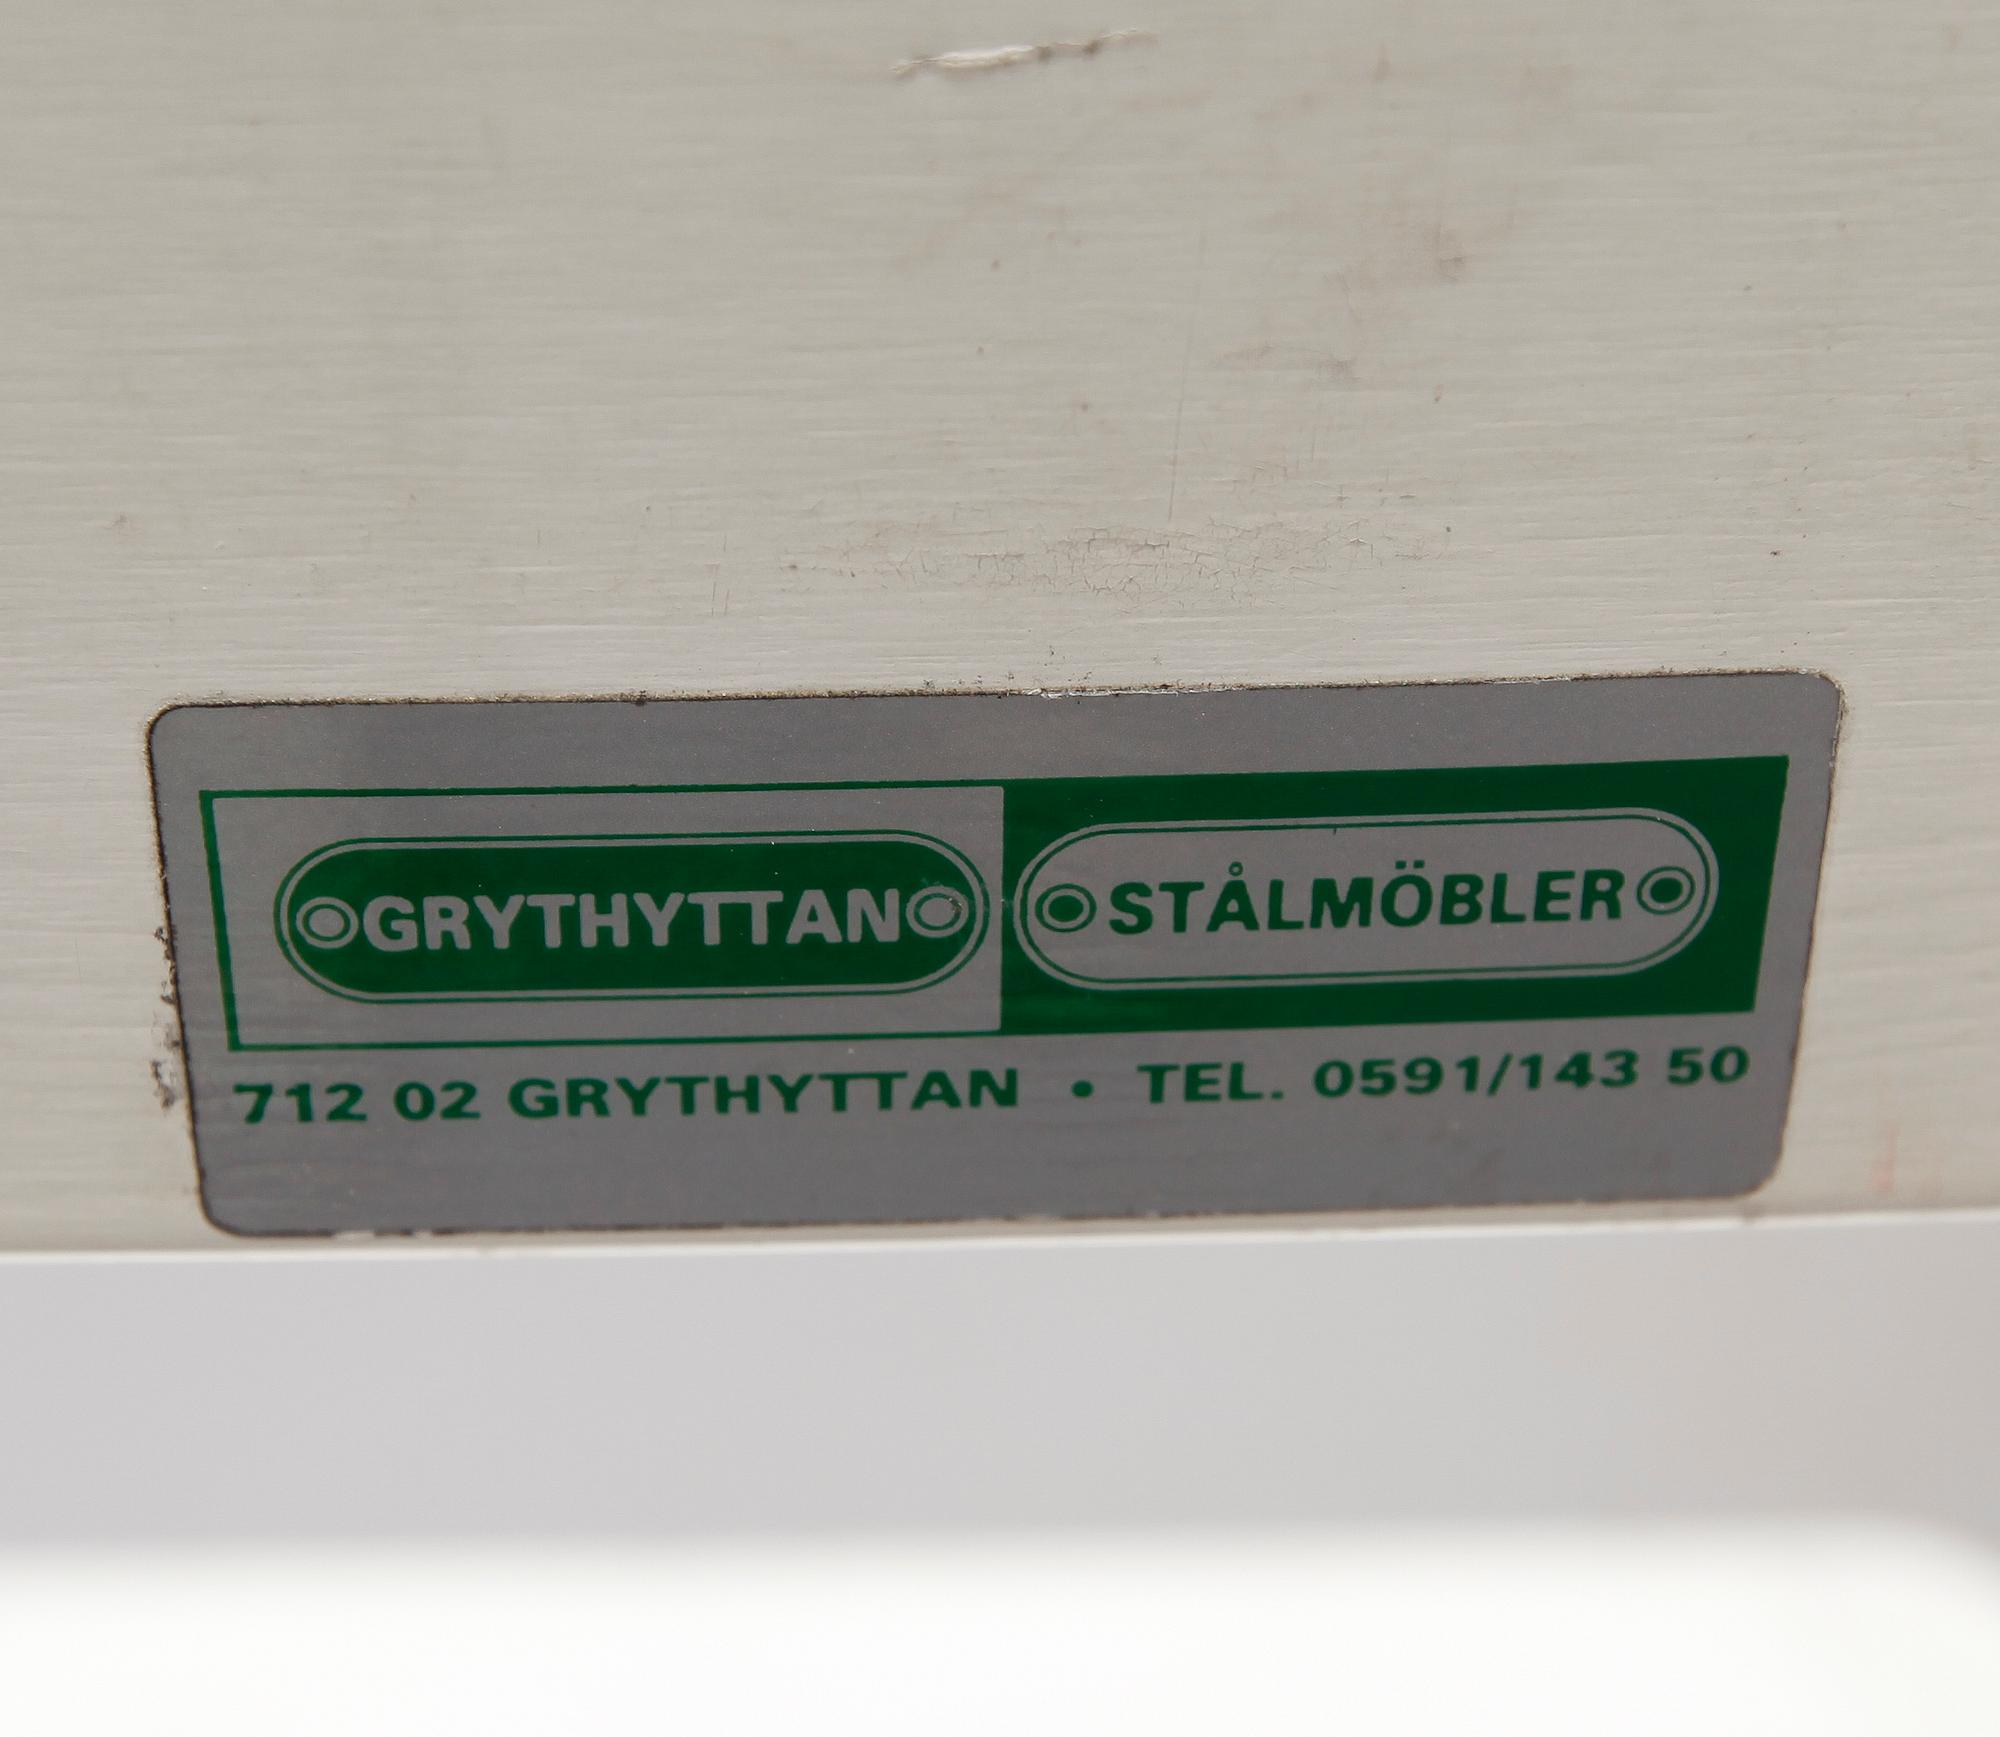 GRYTHYTTAN STÅLMÖBLER
712 02 GRYTHYTTAN • TEL. 0591/143 50